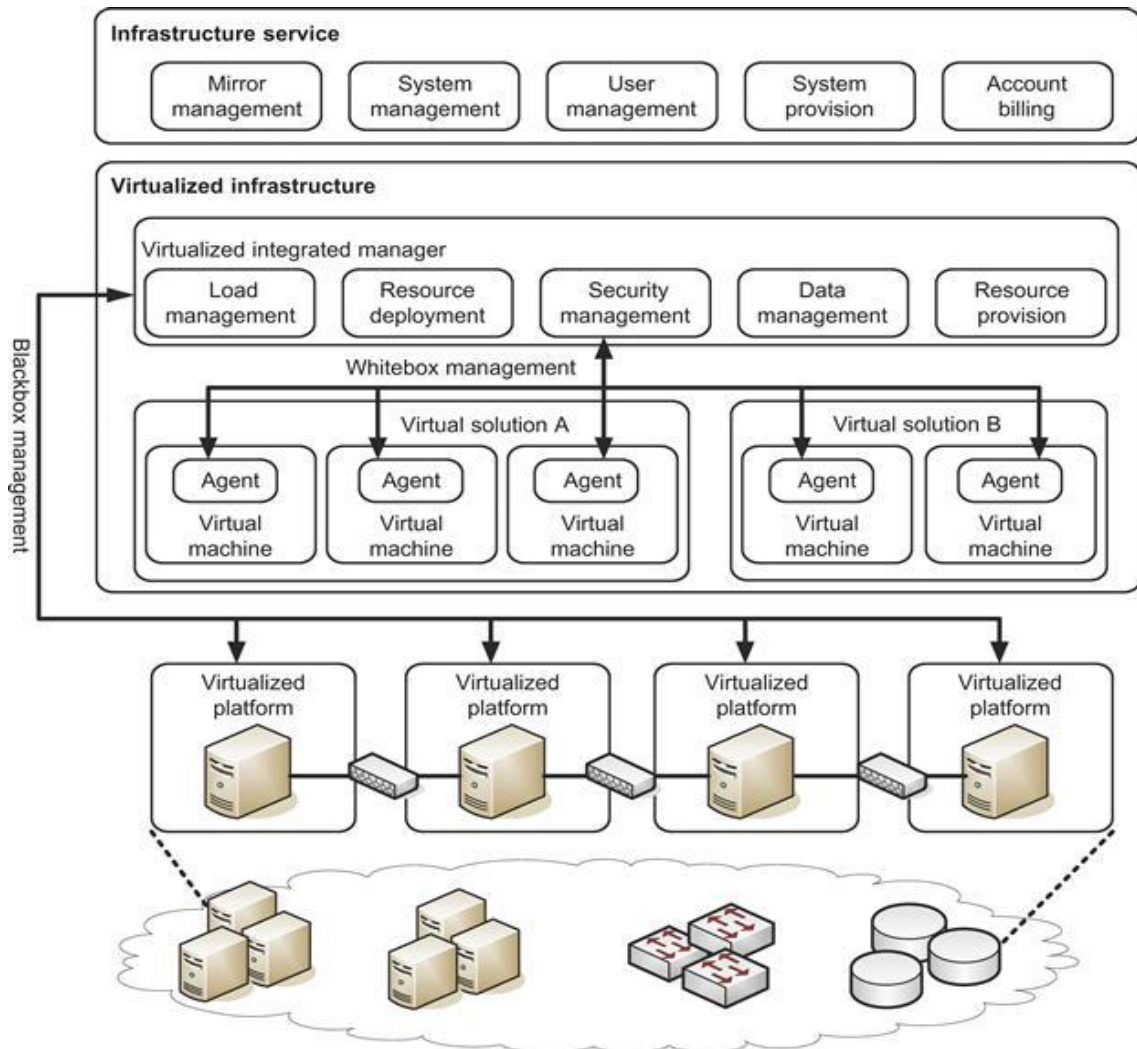 Infrastructure service
Mirror
management
System
management
User
management
System
provision
Account
billing
Virtualized infrastructure
Virtualized integrated manager
Load
management
Resource
deployment
Security
management
Data
management
Resource
provision
Blackbox management
Whitebox management
Virtual solution A
Agent
Virtual
machine
Agent
Virtual
machine
Agent
Virtual
machine
Virtual solution B
Agent
Virtual
machine
Agent
Virtual
machine
Virtualized
platform
Virtualized
platform
Virtualized
platform
Virtualized
platform